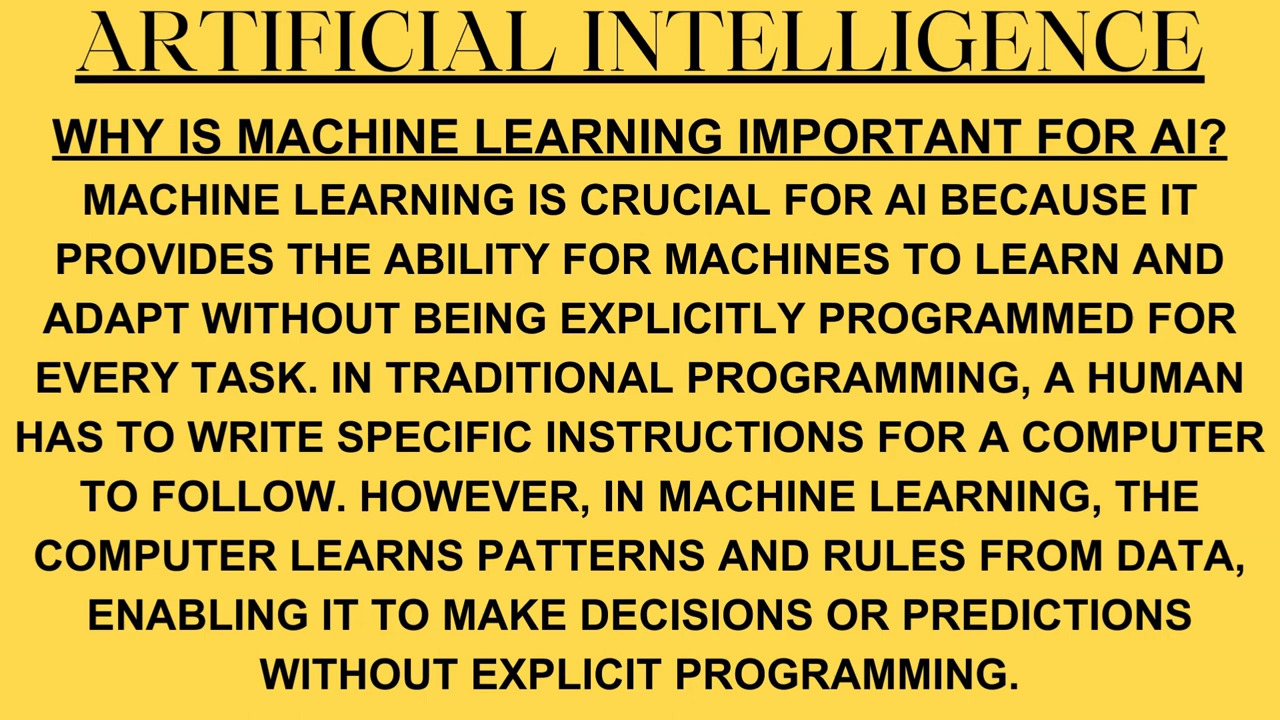 ARTIFICIAL INTELLIGENCE
WHY IS MACHINE LEARNING IMPORTANT FOR AI?
MACHINE LEARNING IS CRUCIAL FOR AI BECAUSE IT
PROVIDES THE ABILITY FOR MACHINES TO LEARN AND
ADAPT WITHOUT BEING EXPLICITLY PROGRAMMED FOR
EVERY TASK. IN TRADITIONAL PROGRAMMING, A HUMAN
HAS TO WRITE SPECIFIC INSTRUCTIONS FOR A COMPUTER
TO FOLLOW. HOWEVER, IN MACHINE LEARNING, THE
COMPUTER LEARNS PATTERNS AND RULES FROM DATA,
ENABLING IT TO MAKE DECISIONS OR PREDICTIONS
WITHOUT EXPLICIT PROGRAMMING.